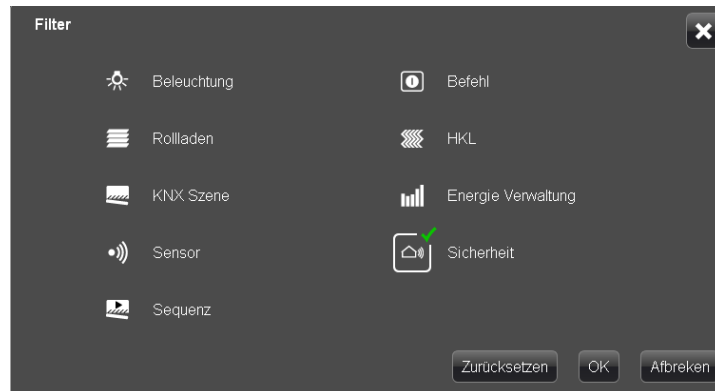 Filter
Beleuchtung
Befehl
Rollladen
HKL
KNX Szene
Energie Verwaltung
Sensor
Sicherheit
Sequenz
Zurücksetzen
OK
Afbreken